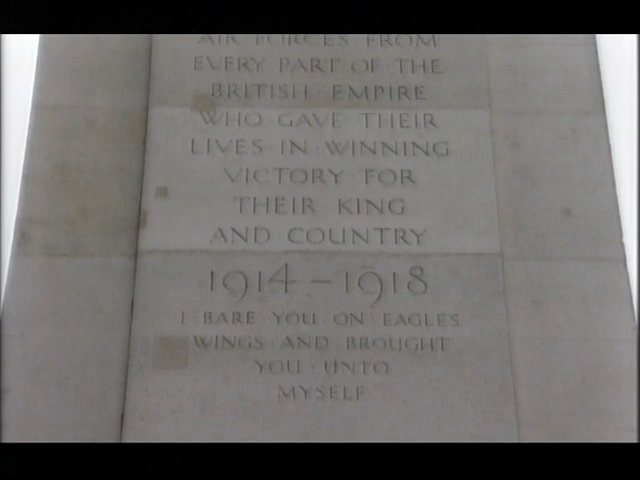 AIR FORCES FROM
EVERY PART OF THE
BRITISH · EMPIRE
WHO GAVE THEIR
LIVES IN · WINNING
VICTORY · FOR
THEIR KING
AND COUNTRY
1914 – 1918
I · BARE · YOU · ON · EAGLES
WINGS · AND · BROUGHT
YOU · UNTO
MYSELF